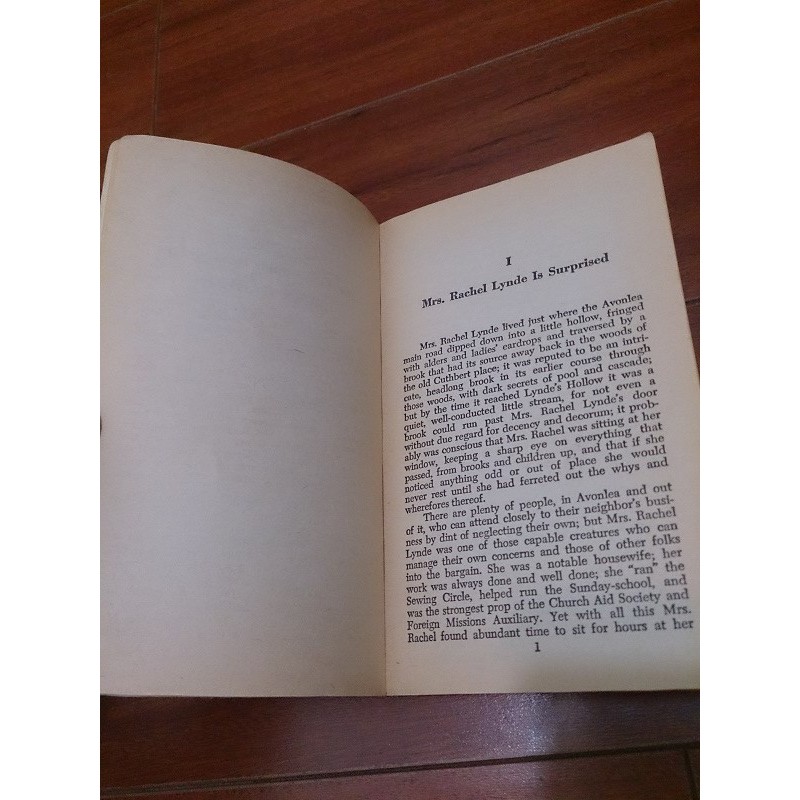 I
Mrs. Rachel Lynde Is Surprised
Mrs. Rachel Lynde lived just where the Avonlea
main road dipped down into a little hollow, fringed
with alders and ladies' eardrops and traversed by a
brook that had its source away back in the woods of
the old Cuthbert place; it was reputed to be an intri-
cate, headlong brook in its earlier course through
those woods, with dark secrets of pool and cascade;
but by the time it reached Lynde's Hollow it was a
quiet, well-conducted little stream, for not even a
brook could run past Mrs. Rachel Lynde's door
without due regard for decency and decorum; it prob-
ably was conscious that Mrs. Rachel was sitting at her
window, keeping a sharp eye on everything that
passed, from brooks and children up, and that if she
noticed anything odd or out of place she would
never rest until she had ferreted out the whys and
wherefores thereof.
There are plenty of people, in Avonlea and out
of it, who can attend closely to their neighbor's busi-
ness by dint of neglecting their own; but Mrs. Rachel
Lynde was one of those capable creatures who can
manage their own concerns and those of other folks
into the bargain. She was a notable housewife; her
work was always done and well done; she "ran" the
Sewing Circle, helped run the Sunday-school, and
was the strongest prop of the Church Aid Society and
Foreign Missions Auxiliary. Yet with all this Mrs.
Rachel found abundant time to sit for hours at her
1